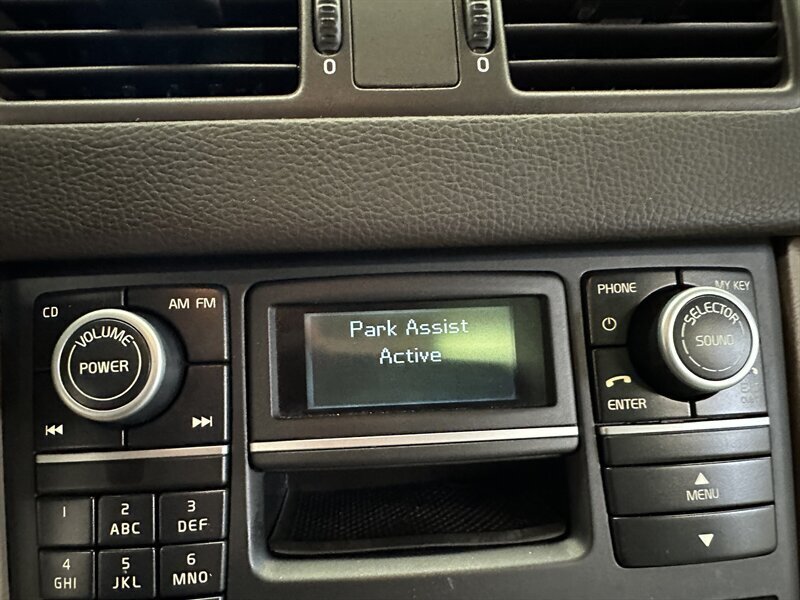 0
0
CD
AM FM
VOLUME
POWER
Park Assist
Active
PHONE
MY KEY
SELECTOR
SOUND
ENTER
MENU
1
2
ABC
3
DEF
4
GHI
5
JKL
6
MNO